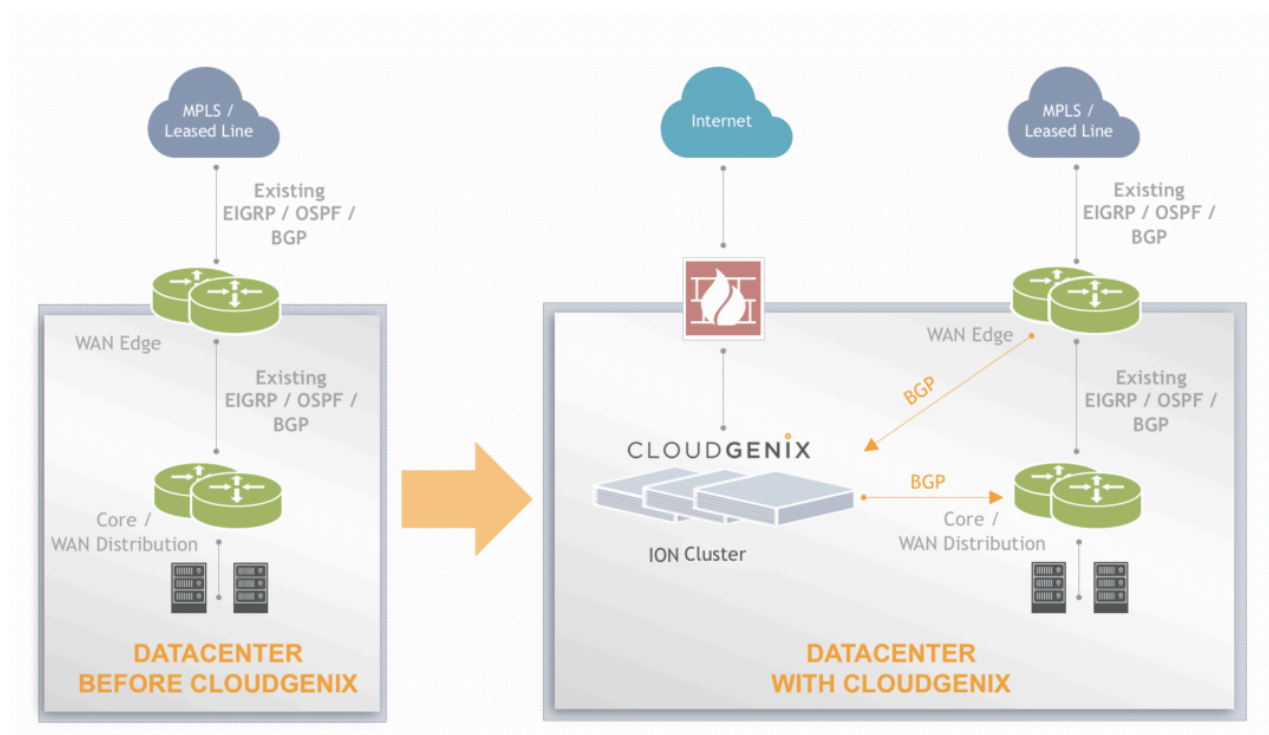 MPLS /
Leased Line
Existing
EIGRP / OSPF /
BGP
WAN Edge
Existing
EIGRP / OSPF /
BGP
Core /
WAN Distribution
DATACENTER
BEFORE CLOUDGENIX
Internet
MPLS /
Leased Line
Existing
EIGRP / OSPF /
BGP
WAN Edge
BGP
Existing
EIGRP / OSPF /
BGP
CLOUDGENIX
BGP
ION Cluster
Core /
WAN Distribution
DATACENTER
WITH CLOUDGENIX